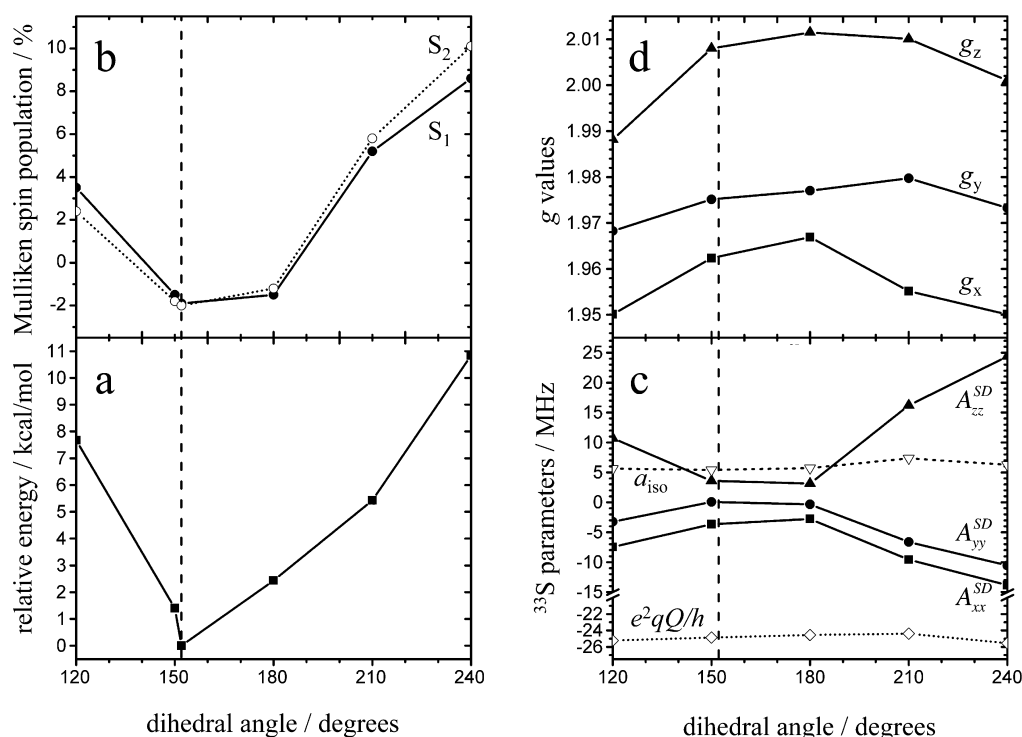 b
Mulliken spin population / %
10
8
6
4
2
0
-2
S₂
S₁
a
relative energy / kcal/mol
11
10
9
8
7
6
5
4
3
2
1
0
120 150 180 210 240
dihedral angle / degrees
d
g values
2.01
2.00
1.99
1.98
1.97
1.96
1.95
g_z
g_y
g_x
c
³³S parameters / MHz
25
20
15
10
5
0
-5
-10
-15
-24
-26
A_zz^SD
a_iso
A_yy^SD
A_xx^SD
e²qQ/h
120 150 180 210 240
dihedral angle / degrees